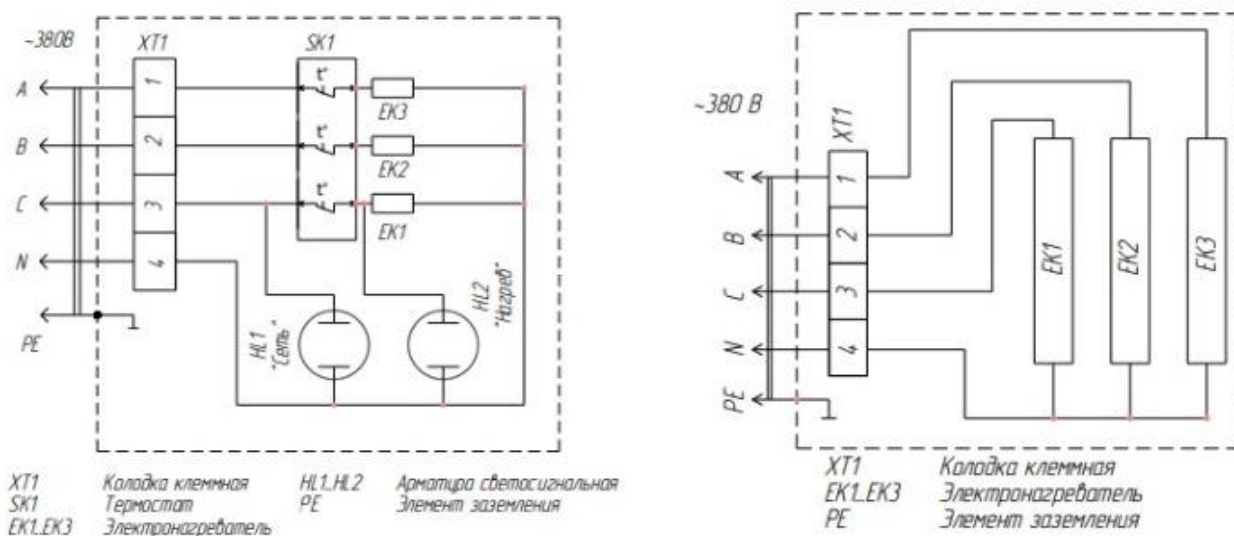 ~380В
XT1
SK1
A
1
t°
EK3
B
2
t°
EK2
C
3
t°
EK1
N
4
HL1
"Сеть"
HL2
"Нагрев"
PE
XT1 Колодка клеммная
SK1 Термостат
EK1..EK3 Электронагреватель
HL1..HL2 Арматура светосигнальная
PE Элемент заземления
~380 В
XT1
A
1
B
2
C
3
N
4
PE
EK1
EK2
EK3
XT1 Колодка клеммная
EK1..EK3 Электронагреватель
PE Элемент заземления